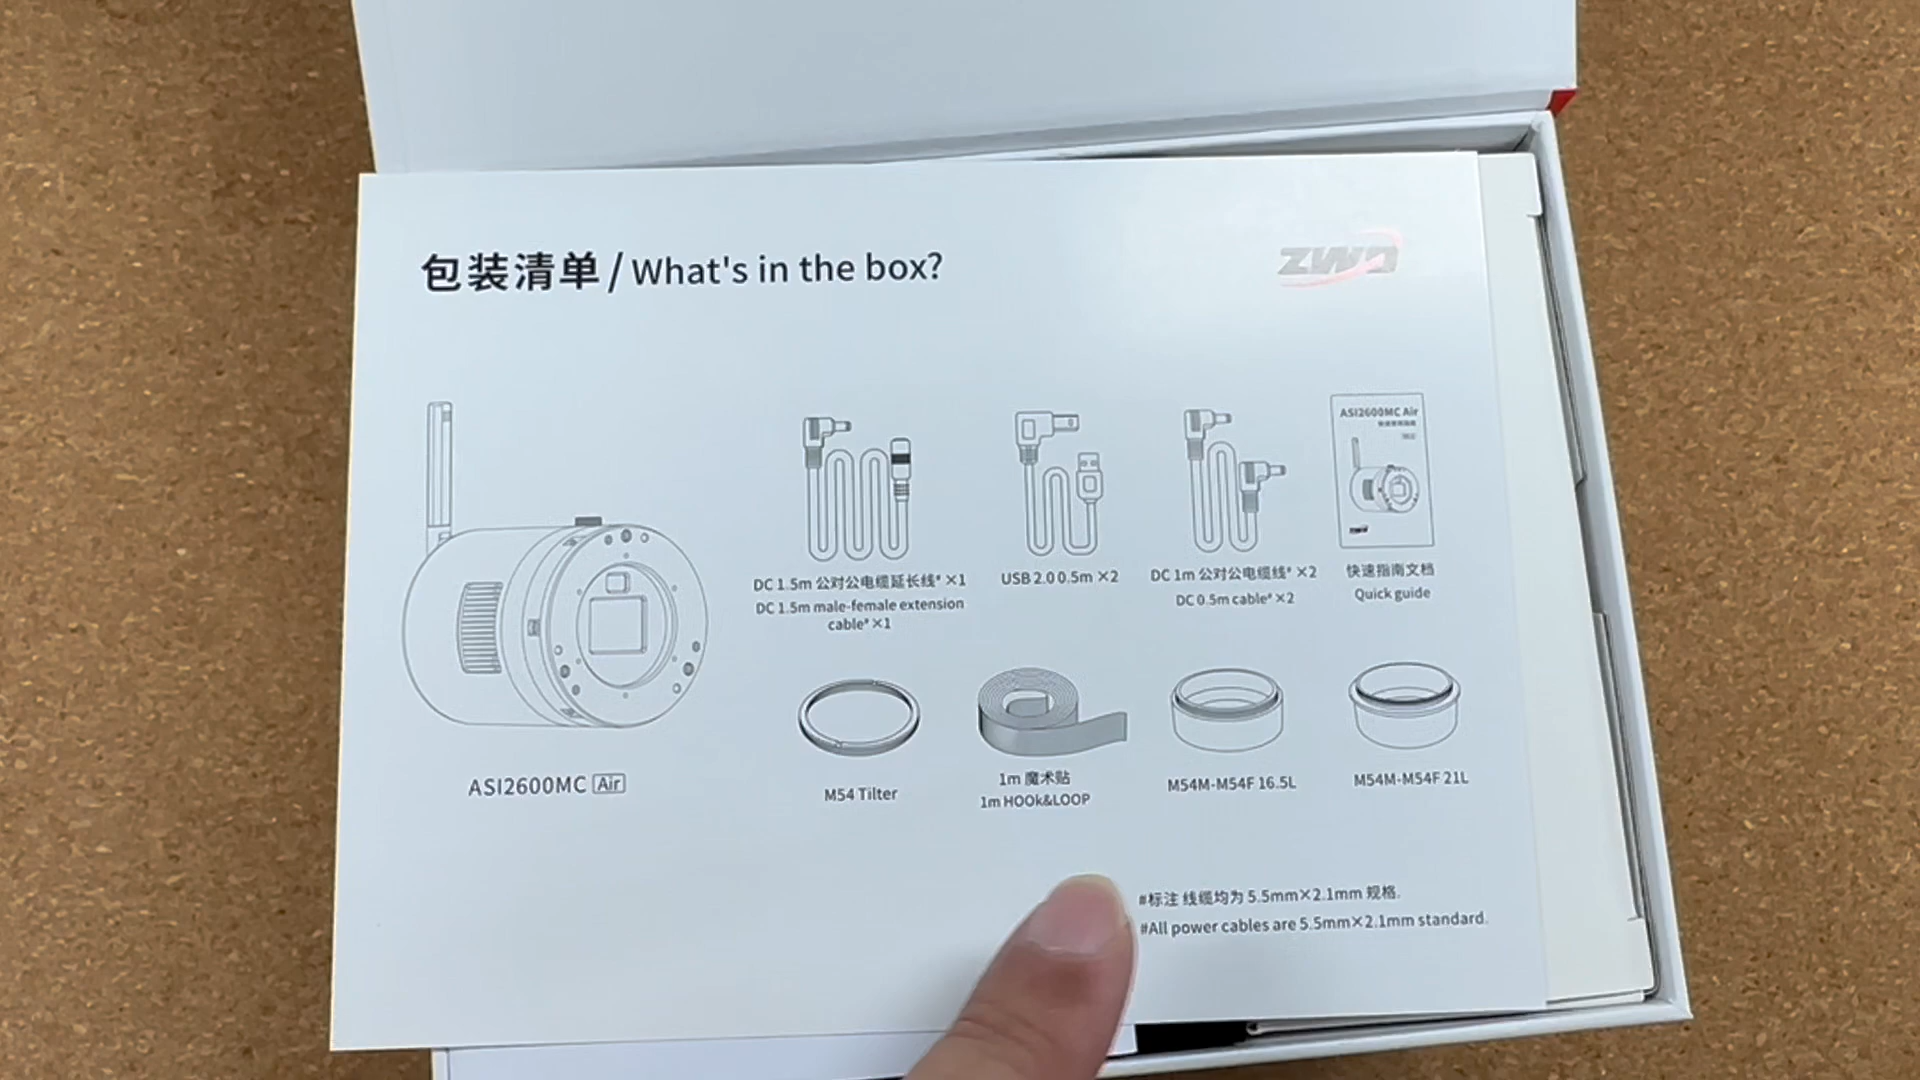 包装清单/What's in the box?
ZWO
ASI2600MC Air
DC 1.5m 公对公电缆延长线# ×1
DC 1.5m male-female extension
cable# ×1
USB 2.0 0.5m ×2
DC 1m 公对公电缆线# ×2
DC 0.5m cable# ×2
快速指南文档
Quick guide
ASI2600MC Air
M54 Tilter
1m 魔术贴
1m HOOk&LOOP
M54M-M54F 16.5L
M54M-M54F 21L
#标注 线缆均为 5.5mm×2.1mm 规格.
#All power cables are 5.5mm×2.1mm standard.